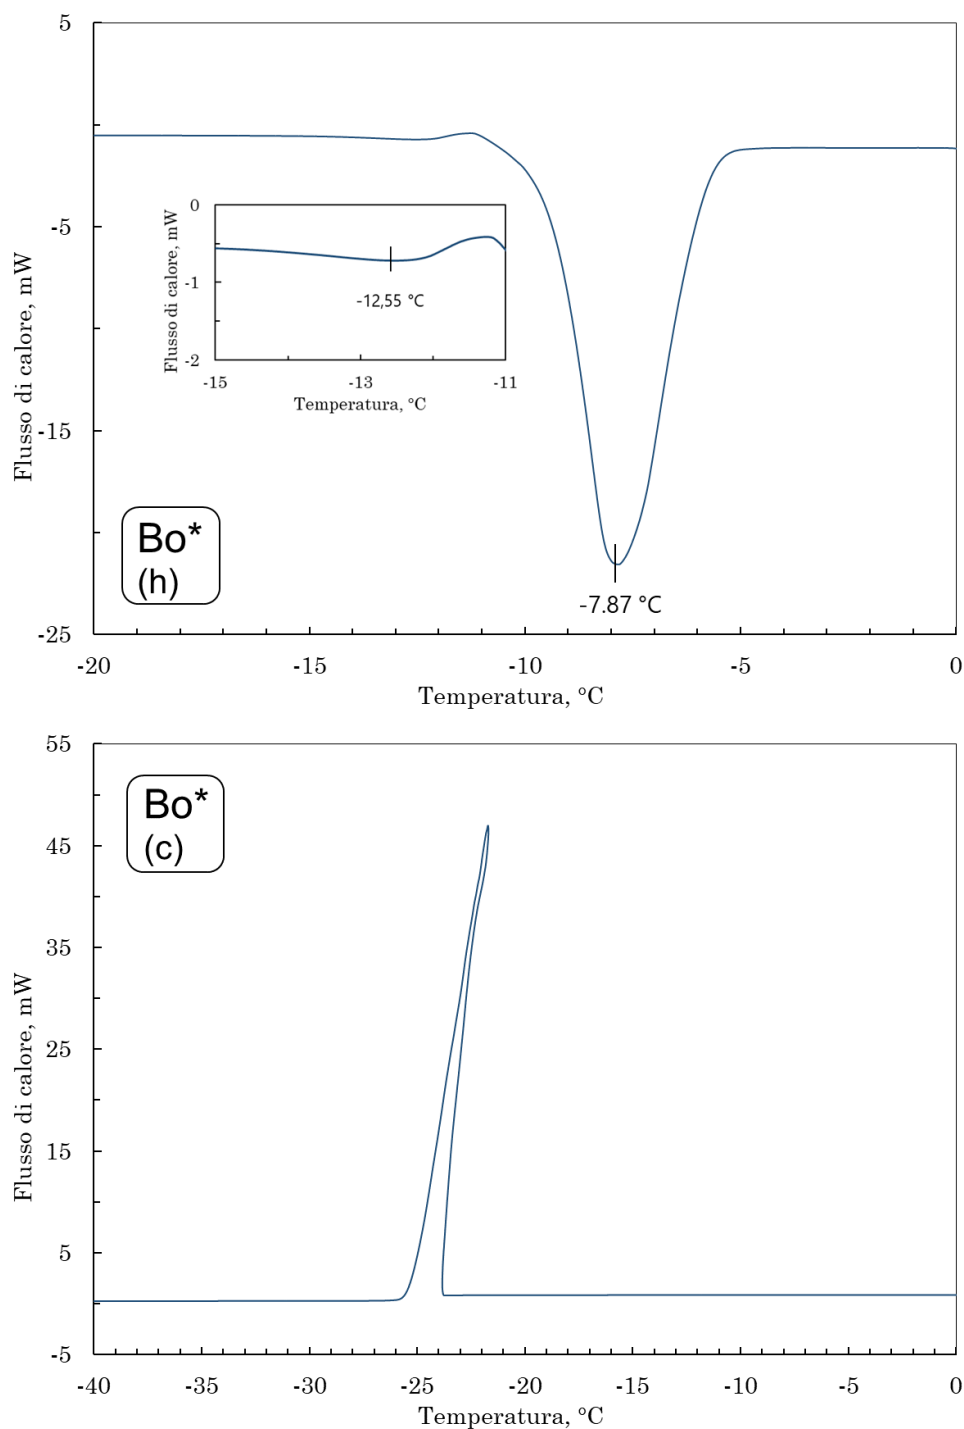 5
-5
-15
-25
Flusso di calore, mW
0
-1
-2
Flusso di calore, mW
-12,55 °C
-15 -13 -11
Temperatura, °C
Bo*
(h)
-7.87 °C
-20 -15 -10 -5 0
Temperatura, °C
55
45
35
25
15
5
-5
Flusso di calore, mW
Bo*
(c)
-40 -35 -30 -25 -20 -15 -10 -5 0
Temperatura, °C